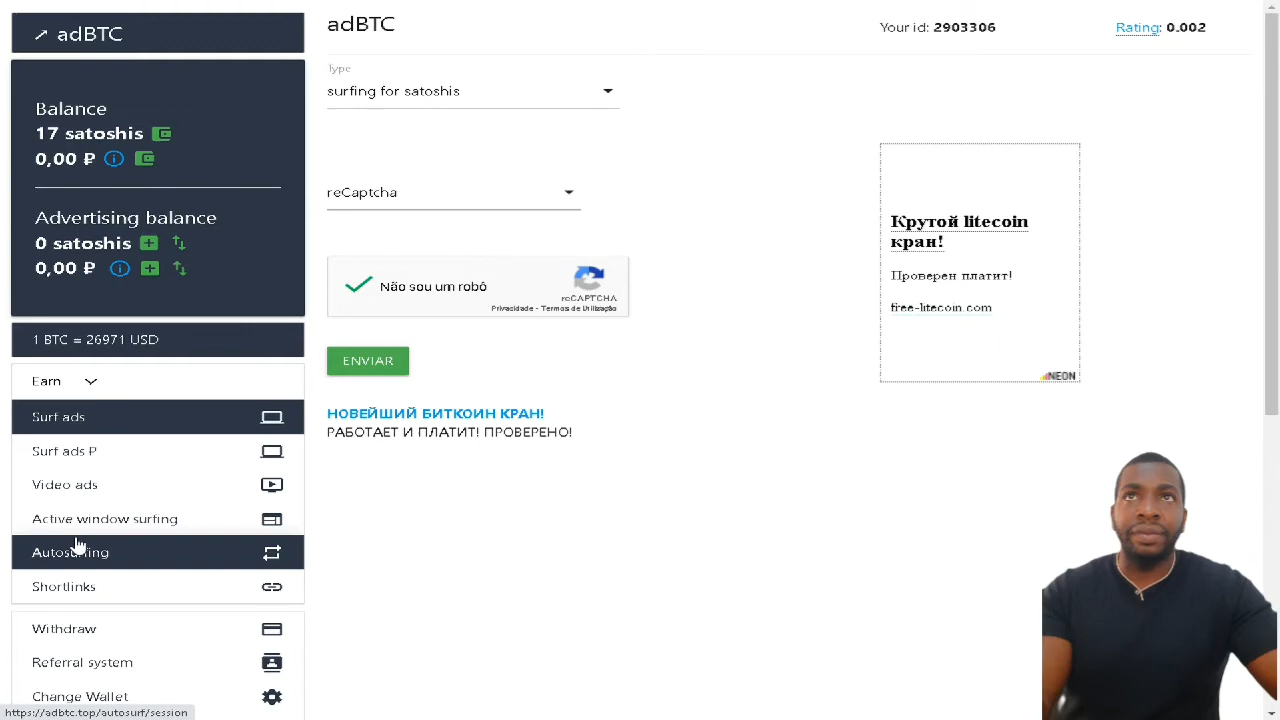 adBTC
Balance
17 satoshis
0,00 ₽
Advertising balance
0 satoshis
0,00 ₽
1 BTC = 26971 USD
Earn
Surf ads
Surf ads P
Video ads
Active window surfing
Autosurfing
Shortlinks
Withdraw
Referral system
Change Wallet
https://adbtc.top/autosurf/session
adBTC
Your id: 2903306
Rating: 0.002
Type
surfing for satoshis
reCaptcha
Não sou um robô
reCAPTCHA
Privacidade - Termos de Utilização
ENVIAR
НОВЕЙШИЙ БИТКОИН КРАН!
РАБОТАЕТ И ПЛАТИТ! ПРОВЕРЕНО!
Крутой litecoin
кран!
Проверен платит!
free-litecoin.com
NEON